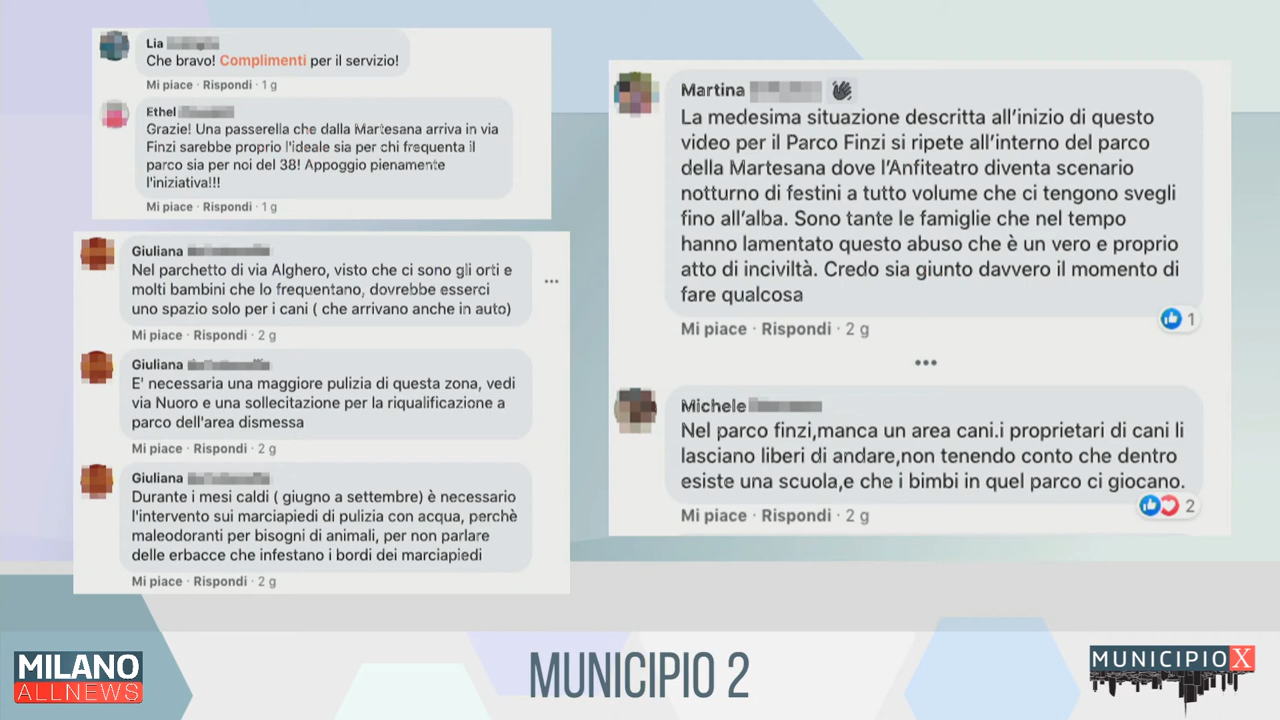 Lia
Che bravo! Complimenti per il servizio!
Mi piace · Rispondi · 1 g
Ethel
Grazie! Una passerella che dalla Martesana arriva in via
Finzi sarebbe proprio l'ideale sia per chi frequenta il
parco sia per noi del 38! Appoggio pienamente
l'iniziativa!!!
Mi piace · Rispondi · 1 g
Giuliana
Nel parchetto di via Alghero, visto che ci sono gli orti e
molti bambini che lo frequentano, dovrebbe esserci
uno spazio solo per i cani ( che arrivano anche in auto)
Mi piace · Rispondi · 2 g
Giuliana
E' necessaria una maggiore pulizia di questa zona, vedi
via Nuoro e una sollecitazione per la riqualificazione a
parco dell'area dismessa
Mi piace · Rispondi · 2 g
Giuliana
Durante i mesi caldi ( giugno a settembre) è necessario
l'intervento sui marciapiedi di pulizia con acqua, perchè
maleodoranti per bisogni di animali, per non parlare
delle erbacce che infestano i bordi dei marciapiedi
Mi piace · Rispondi · 2 g
Martina
La medesima situazione descritta all'inizio di questo
video per il Parco Finzi si ripete all'interno del parco
della Martesana dove l'Anfiteatro diventa scenario
notturno di festini a tutto volume che ci tengono svegli
fino all'alba. Sono tante le famiglie che nel tempo
hanno lamentato questo abuso che è un vero e proprio
atto di inciviltà. Credo sia giunto davvero il momento di
fare qualcosa
Mi piace · Rispondi · 2 g
1
Michele
Nel parco finzi,manca un area cani.i proprietari di cani li
lasciano liberi di andare,non tenendo conto che dentro
esiste una scuola,e che i bimbi in quel parco ci giocano.
Mi piace · Rispondi · 2 g
2
MILANO
ALLNEWS
MUNICIPIO 2
MUNICIPIO X